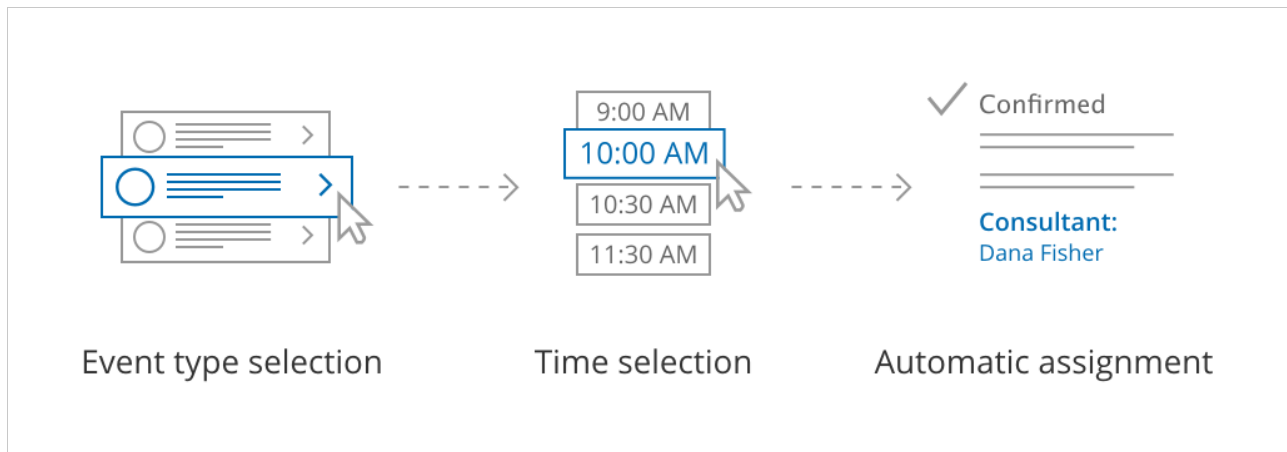 9:00 AM
10:00 AM
10:30 AM
11:30 AM
Confirmed
Consultant:
Dana Fisher
Event type selection
Time selection
Automatic assignment